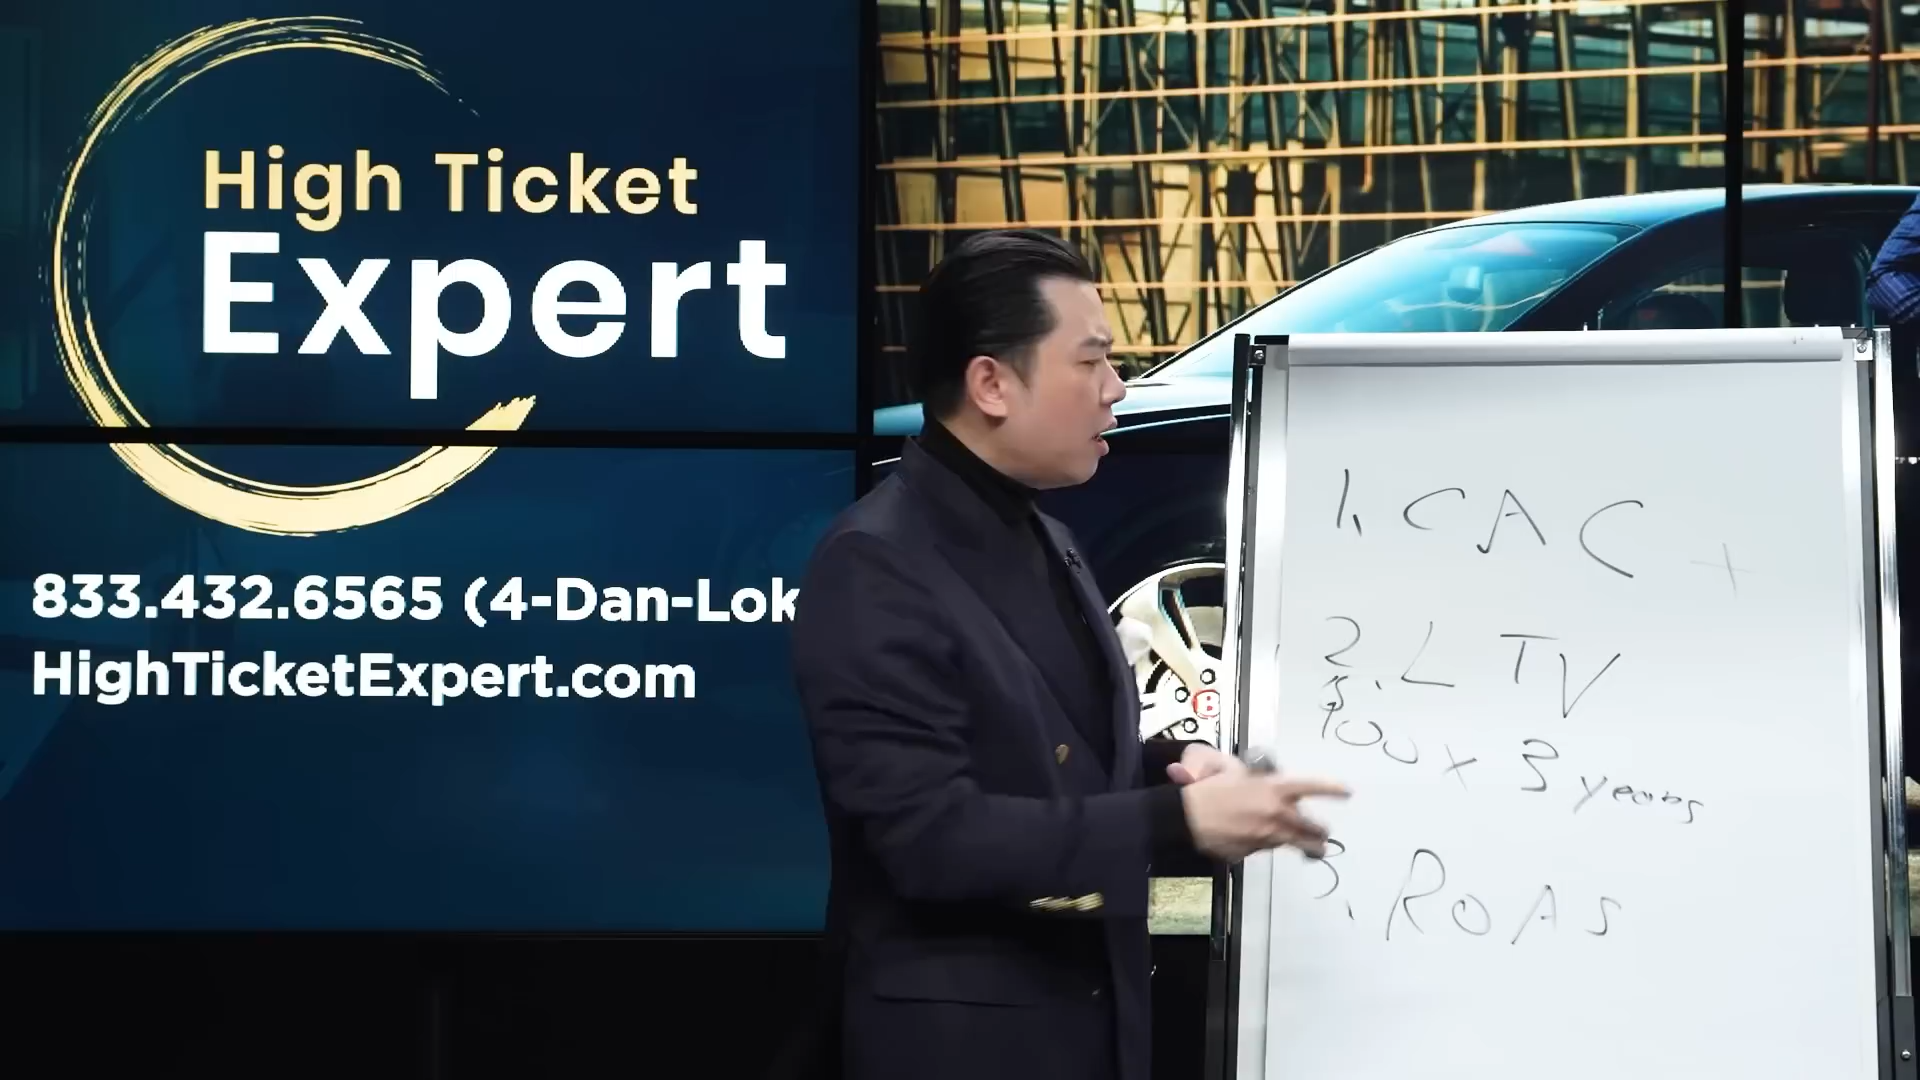 High Ticket
Expert
833.432.6565 (4-Dan-Lok
HighTicketExpert.com
1. CAC +
2. LTV
$100 x 3 years
3. ROAS
B